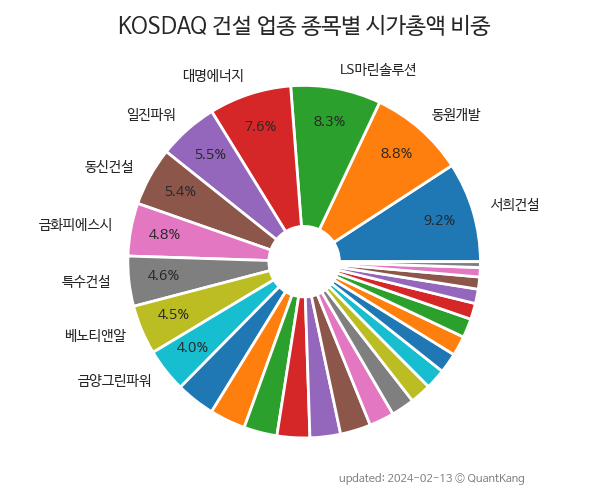 KOSDAQ 건설 업종 종목별 시가총액 비중
서희건설
9.2%
동원개발
8.8%
LS마린솔루션
8.3%
대명에너지
7.6%
일진파워
5.5%
동신건설
5.4%
금화피에스시
4.8%
특수건설
4.6%
베노티앤알
4.5%
금양그린파워
4.0%
updated: 2024-02-13 © QuantKang